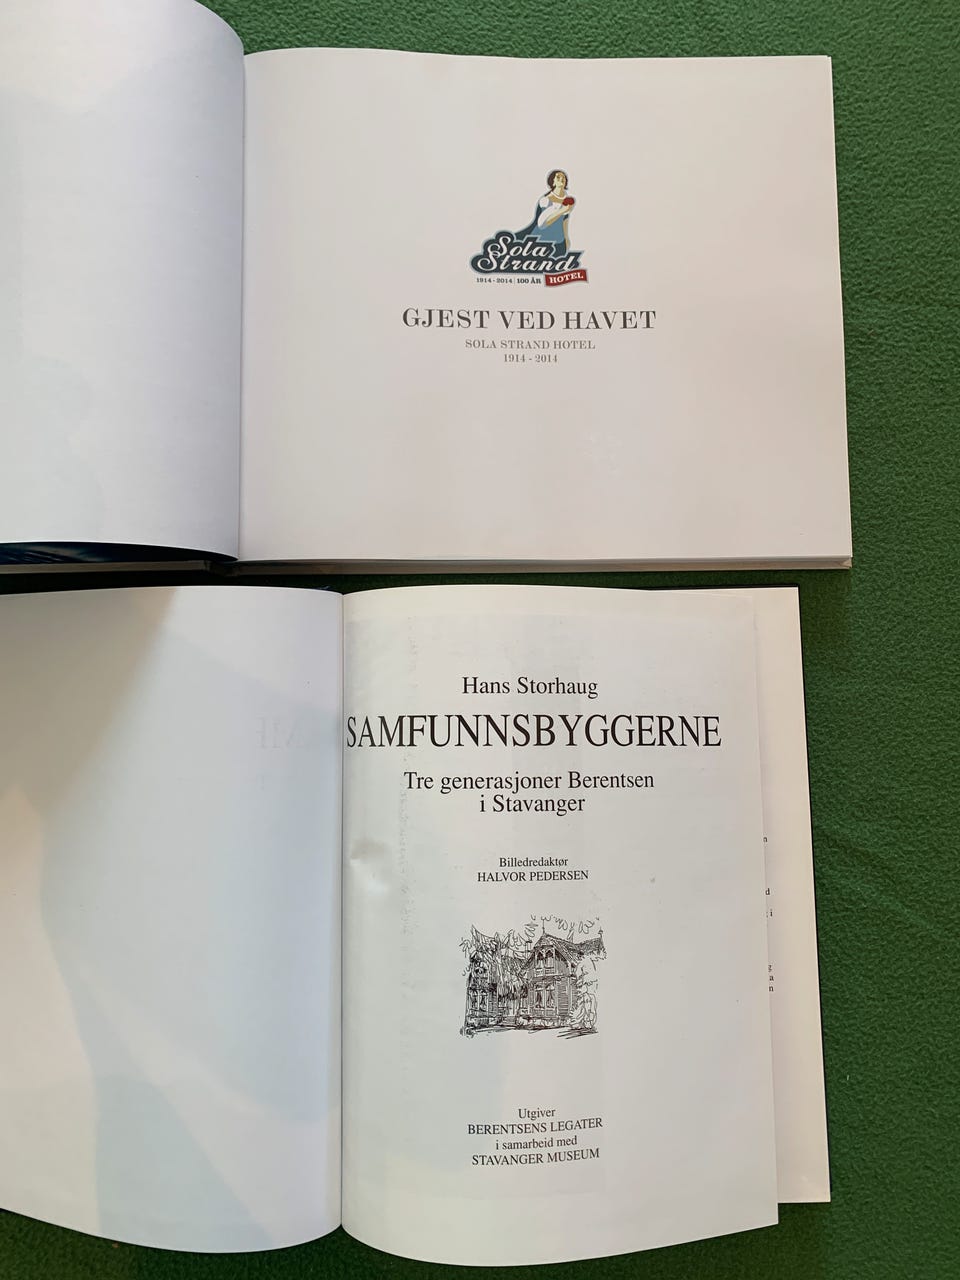 Sola
Strand
HOTEL
1914 - 2014 | 100 ÅR
GJEST VED HAVET
SOLA STRAND HOTEL
1914 - 2014
Hans Storhaug
SAMFUNNSBYGGERNE
Tre generasjoner Berentsen
i Stavanger
Billedredaktør
HALVOR PEDERSEN
Utgiver
BERENTSENS LEGATER
i samarbeid med
STAVANGER MUSEUM